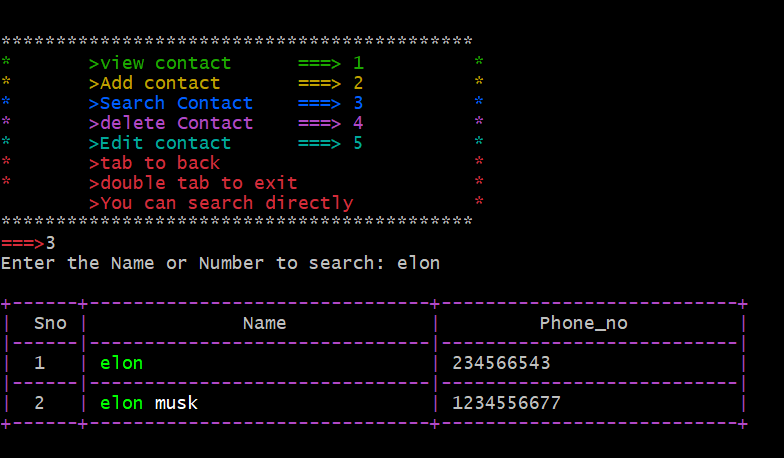 *******************************************
*       >view contact      ===> 1          *
*       >Add contact       ===> 2          *
*       >Search Contact    ===> 3          *
*       >delete Contact    ===> 4          *
*       >Edit contact      ===> 5          *
*       >tab to back                       *
*       >double tab to exit                *
        >You can search directly           *
*******************************************
===>3
Enter the Name or Number to search: elon
+------+-------------------------------+---------------------------+
|  Sno |              Name             |         Phone_no          |
|------|-------------------------------|---------------------------|
|  1   | elon                          | 234566543                 |
|------|-------------------------------|---------------------------|
|  2   | elon musk                     | 1234556677                |
+------+-------------------------------+---------------------------+